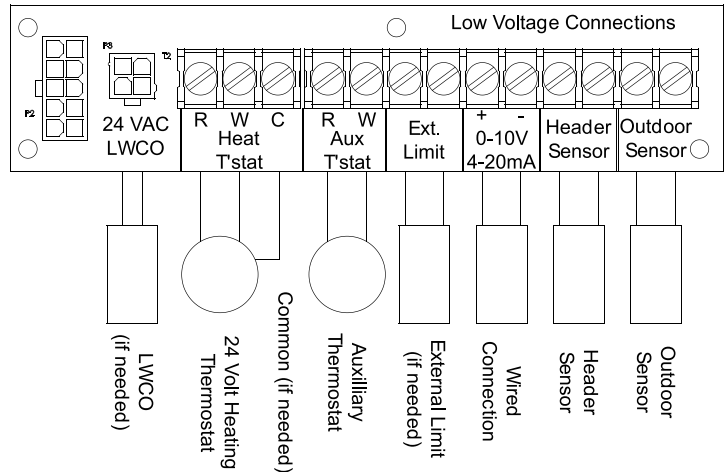 Low Voltage Connections
P3
T2
P2
24 VAC
LWCO
R W C
Heat
T'stat
R W
Aux
T'stat
Ext.
Limit
+ -
0-10V
4-20mA
Header
Sensor
Outdoor
Sensor
LWCO
(if needed)
24 Volt Heating
Thermostat
Common (if needed)
Auxilliary
Thermostat
External Limit
(if needed)
Wired
Connection
Header
Sensor
Outdoor
Sensor